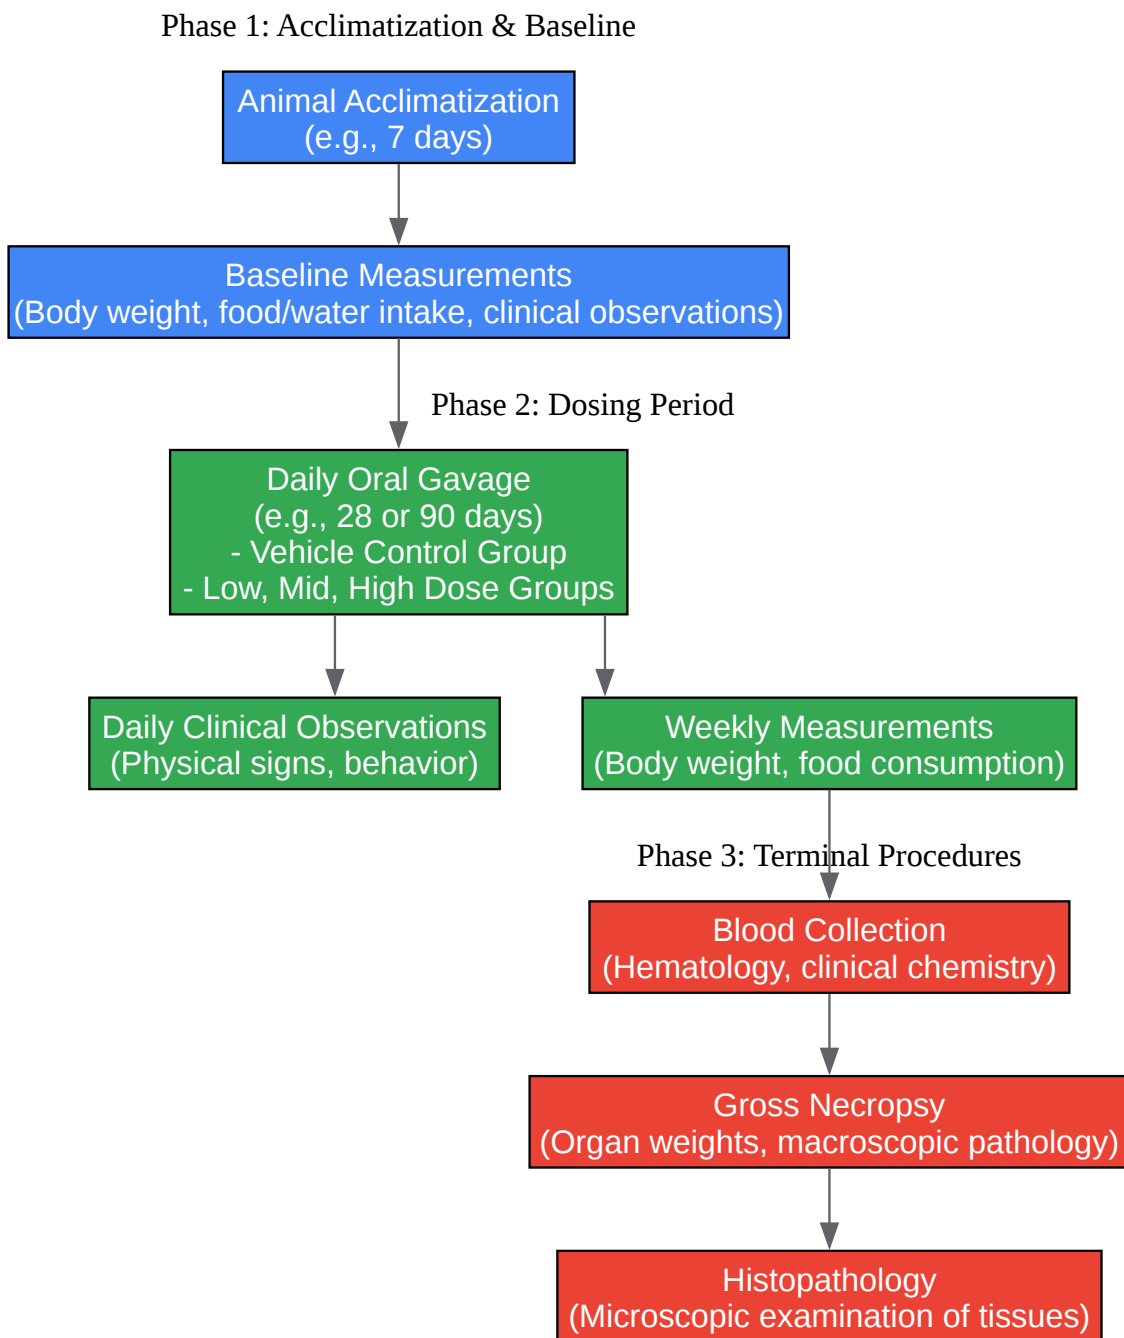 Phase 1: Acclimatization & Baseline
Animal Acclimatization
(e.g., 7 days)
Baseline Measurements
(Body weight, food/water intake, clinical observations)
Phase 2: Dosing Period
Daily Oral Gavage
(e.g., 28 or 90 days)
- Vehicle Control Group
- Low, Mid, High Dose Groups
Daily Clinical Observations
(Physical signs, behavior)
Weekly Measurements
(Body weight, food consumption)
Phase 3: Terminal Procedures
Blood Collection
(Hematology, clinical chemistry)
Gross Necropsy
(Organ weights, macroscopic pathology)
Histopathology
(Microscopic examination of tissues)